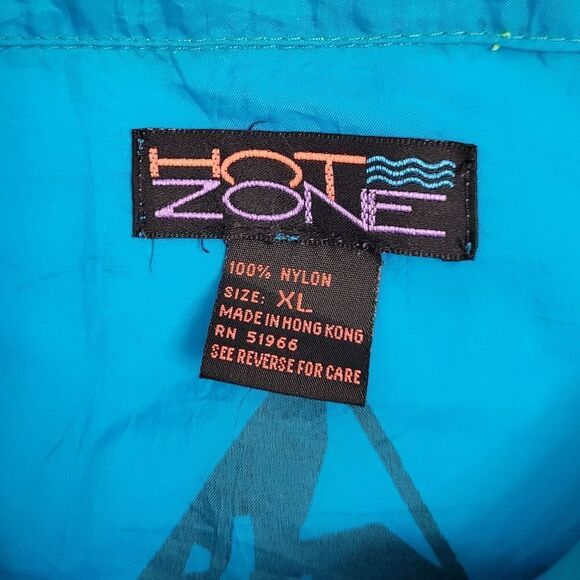 HOT
ZONE
100% NYLON
SIZE: XL
MADE IN HONG KONG
RN 51966
SEE REVERSE FOR CARE